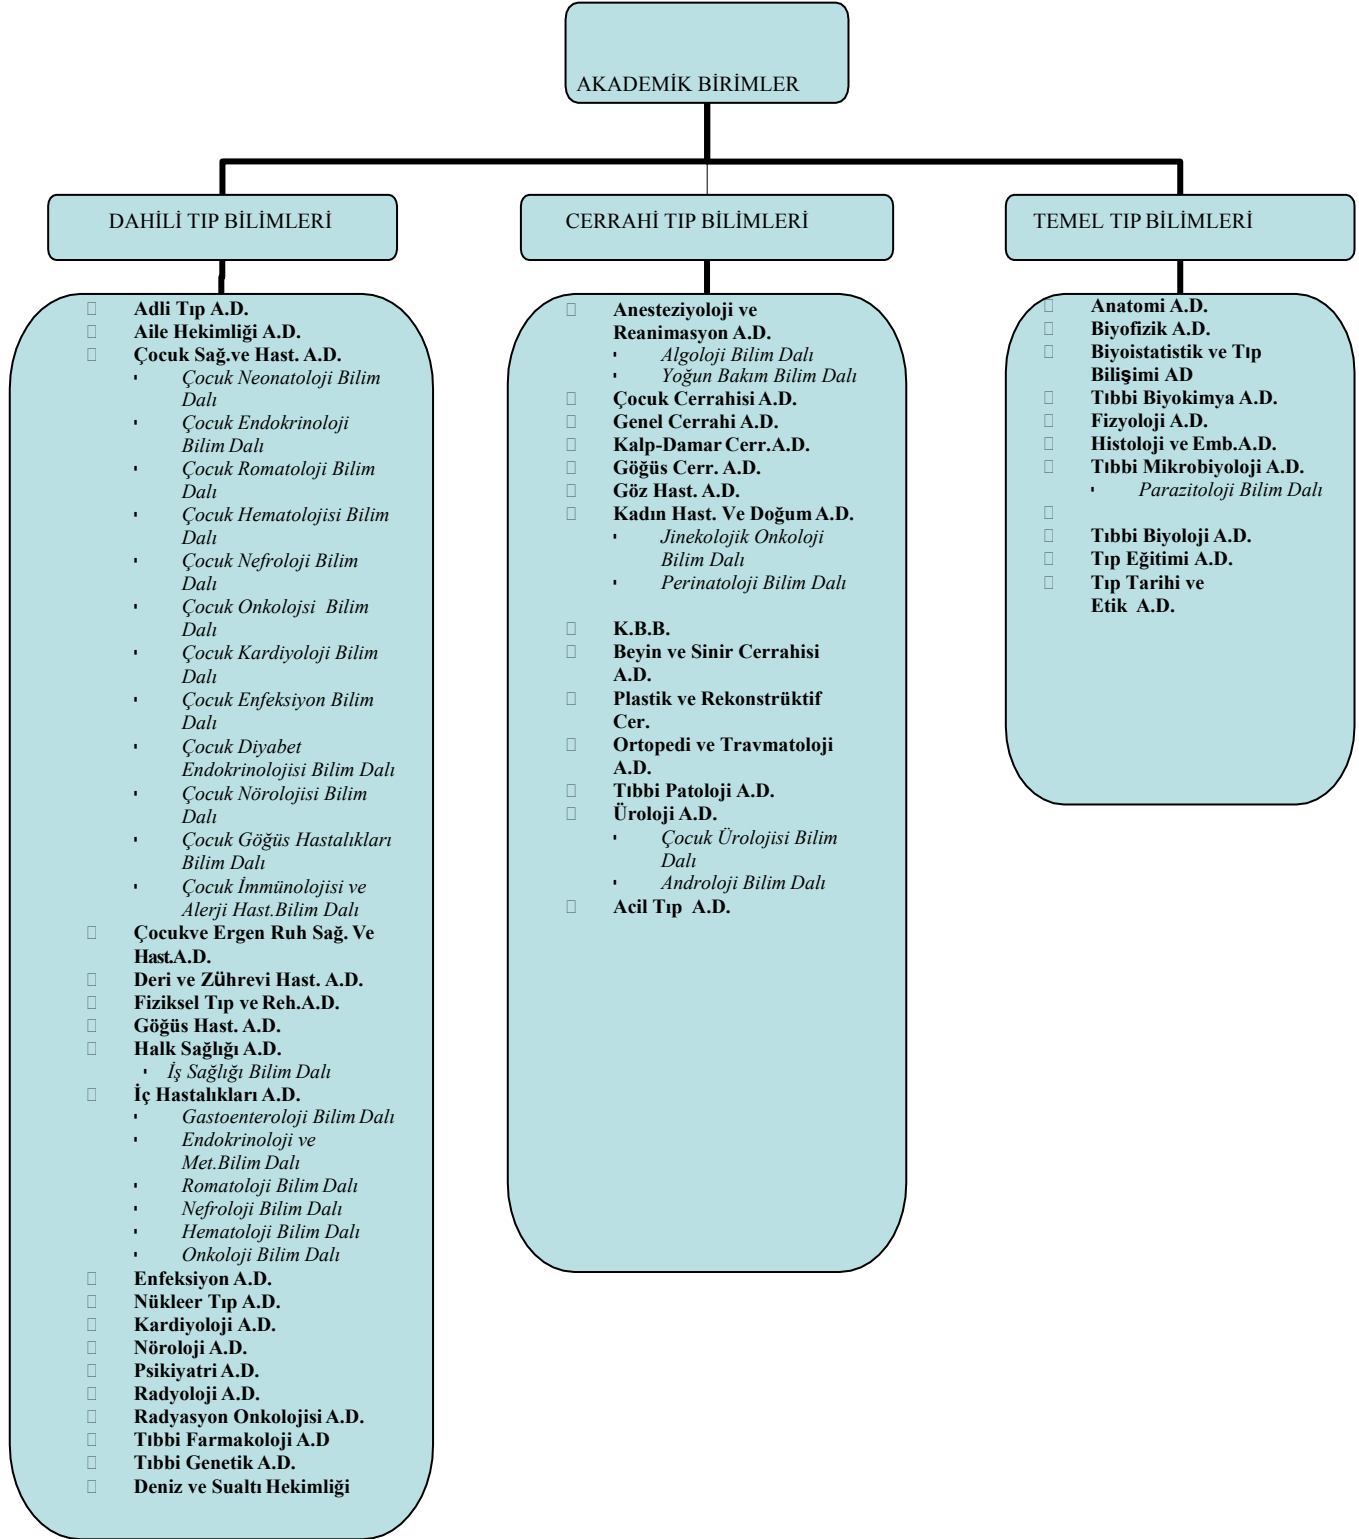 AKADEMİK BİRİMLER
DAHİLİ TIP BİLİMLERİ
Adli Tıp A.D.
Aile Hekimliği A.D.
Çocuk Sağ.ve Hast. A.D.
Çocuk Neonatoloji Bilim
Dalı
Çocuk Endokrinoloji
Bilim Dalı
Çocuk Romatoloji Bilim
Dalı
Çocuk Hematolojisi Bilim
Dalı
Çocuk Nefroloji Bilim
Dalı
Çocuk Onkolojsi Bilim
Dalı
Çocuk Kardiyoloji Bilim
Dalı
Çocuk Enfeksiyon Bilim
Dalı
Çocuk Diyabet
Endokrinolojisi Bilim Dalı
Çocuk Nörolojisi Bilim
Dalı
Çocuk Göğüs Hastalıkları
Bilim Dalı
Çocuk İmmünolojisi ve
Alerji Hast.Bilim Dalı
Çocukve Ergen Ruh Sağ. Ve
Hast.A.D.
Deri ve Zührevi Hast. A.D.
Fiziksel Tıp ve Reh.A.D.
Göğüs Hast. A.D.
Halk Sağlığı A.D.
İş Sağlığı Bilim Dalı
İç Hastalıkları A.D.
Gastoenteroloji Bilim Dalı
Endokrinoloji ve
Met.Bilim Dalı
Romatoloji Bilim Dalı
Nefroloji Bilim Dalı
Hematoloji Bilim Dalı
Onkoloji Bilim Dalı
Enfeksiyon A.D.
Nükleer Tıp A.D.
Kardiyoloji A.D.
Nöroloji A.D.
Psikiyatri A.D.
Radyoloji A.D.
Radyasyon Onkolojisi A.D.
Tıbbi Farmakoloji A.D
Tıbbi Genetik A.D.
Deniz ve Sualtı Hekimliği
CERRAHİ TIP BİLİMLERİ
Anesteziyoloji ve
Reanimasyon A.D.
Algoloji Bilim Dalı
Yoğun Bakım Bilim Dalı
Çocuk Cerrahisi A.D.
Genel Cerrahi A.D.
Kalp-Damar Cerr.A.D.
Göğüs Cerr. A.D.
Göz Hast. A.D.
Kadın Hast. Ve Doğum A.D.
Jinekolojik Onkoloji
Bilim Dalı
Perinatoloji Bilim Dalı
K.B.B.
Beyin ve Sinir Cerrahisi
A.D.
Plastik ve Rekonstrüktif
Cer.
Ortopedi ve Travmatoloji
A.D.
Tıbbi Patoloji A.D.
Üroloji A.D.
Çocuk Ürolojisi Bilim
Dalı
Androloji Bilim Dalı
Acil Tıp A.D.
TEMEL TIP BİLİMLERİ
Anatomi A.D.
Biyofizik A.D.
Biyoistatistik ve Tıp
Bilişimi AD
Tıbbi Biyokimya A.D.
Fizyoloji A.D.
Histoloji ve Emb.A.D.
Tıbbi Mikrobiyoloji A.D.
Parazitoloji Bilim Dalı
Tıbbi Biyoloji A.D.
Tıp Eğitimi A.D.
Tıp Tarihi ve
Etik A.D.